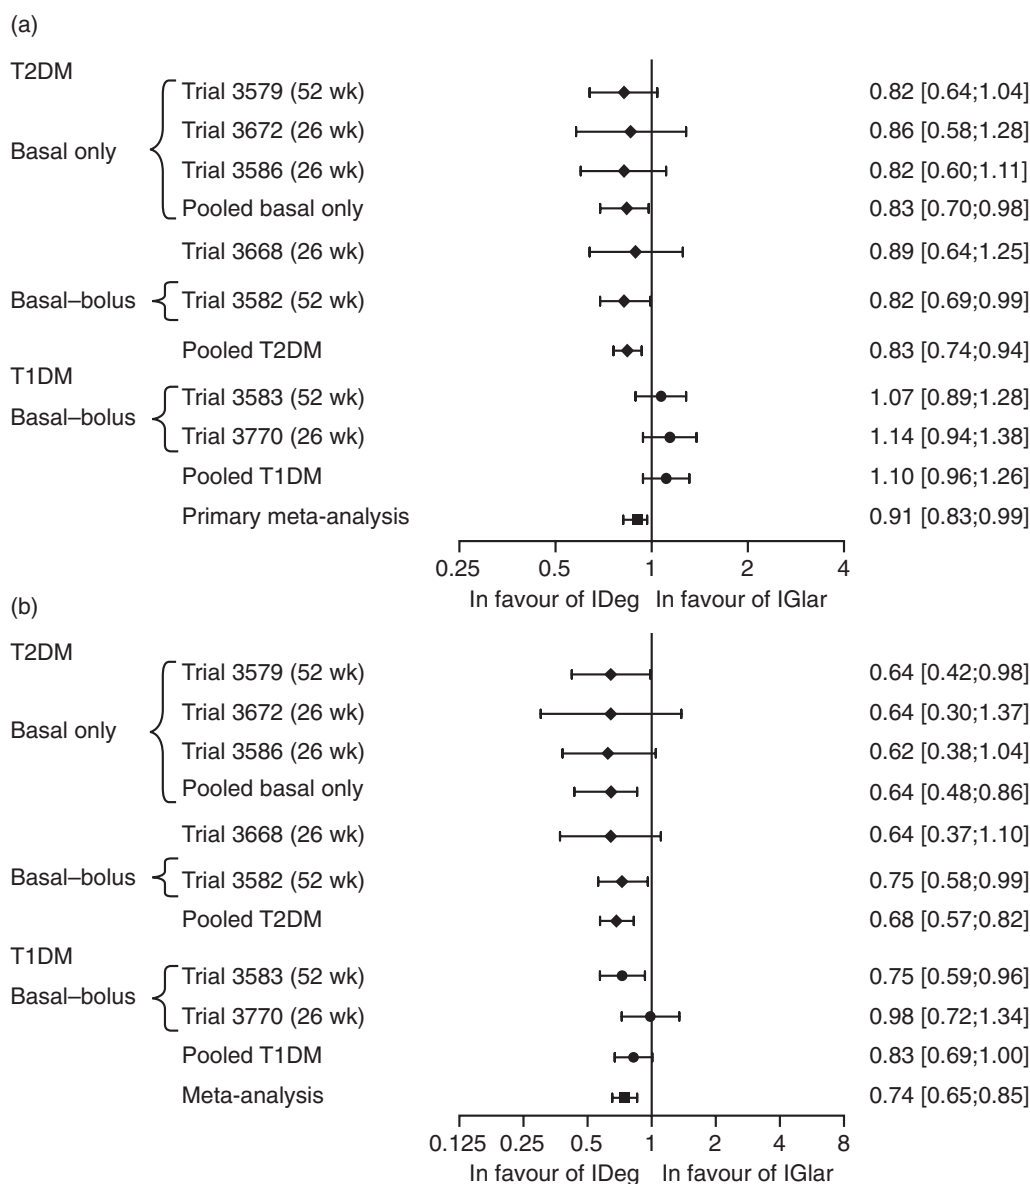 (a)
T2DM
Trial 3579 (52 wk) 0.82 [0.64;1.04]
Trial 3672 (26 wk) 0.86 [0.58;1.28]
Basal only
Trial 3586 (26 wk) 0.82 [0.60;1.11]
Pooled basal only 0.83 [0.70;0.98]
Trial 3668 (26 wk) 0.89 [0.64;1.25]
Basal–bolus Trial 3582 (52 wk) 0.82 [0.69;0.99]
Pooled T2DM 0.83 [0.74;0.94]
T1DM
Trial 3583 (52 wk) 1.07 [0.89;1.28]
Basal–bolus
Trial 3770 (26 wk) 1.14 [0.94;1.38]
Pooled T1DM 1.10 [0.96;1.26]
Primary meta-analysis 0.91 [0.83;0.99]
0.25 0.5 1 2 4
In favour of IDeg In favour of IGlar
(b)
T2DM
Trial 3579 (52 wk) 0.64 [0.42;0.98]
Trial 3672 (26 wk) 0.64 [0.30;1.37]
Basal only
Trial 3586 (26 wk) 0.62 [0.38;1.04]
Pooled basal only 0.64 [0.48;0.86]
Trial 3668 (26 wk) 0.64 [0.37;1.10]
Basal–bolus Trial 3582 (52 wk) 0.75 [0.58;0.99]
Pooled T2DM 0.68 [0.57;0.82]
T1DM
Trial 3583 (52 wk) 0.75 [0.59;0.96]
Basal–bolus
Trial 3770 (26 wk) 0.98 [0.72;1.34]
Pooled T1DM 0.83 [0.69;1.00]
Meta-analysis 0.74 [0.65;0.85]
0.125 0.25 0.5 1 2 4 8
In favour of IDeg In favour of IGlar